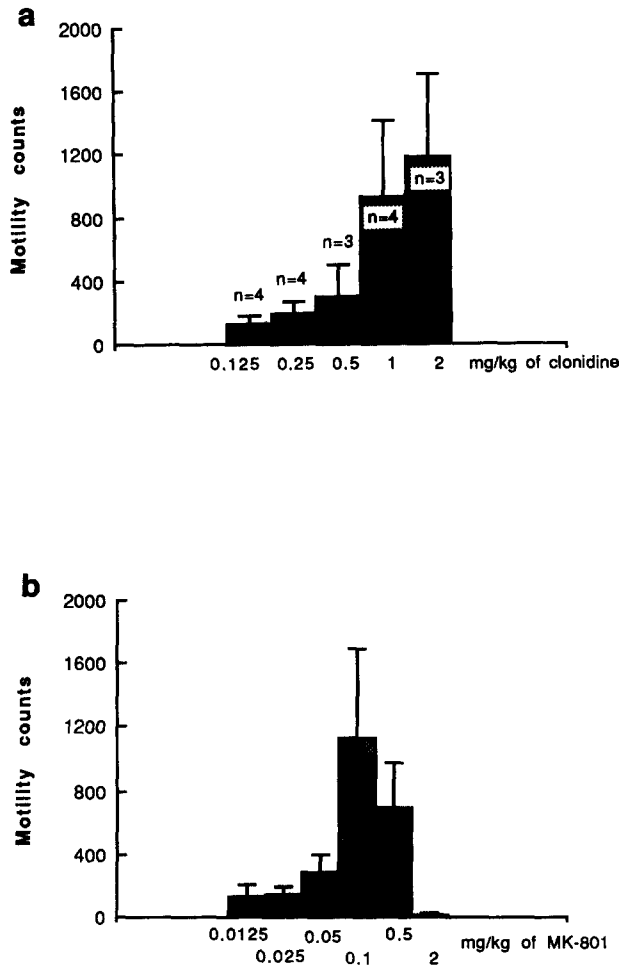 a
Motility counts
2000
1600
1200
800
400
0
n=4
n=4
n=3
n=4
n=3
0.125 0.25 0.5 1 2 mg/kg of clonidine
b
Motility counts
2000
1600
1200
800
400
0
0.0125 0.05 0.5 mg/kg of MK-801
0.025 0.1 2